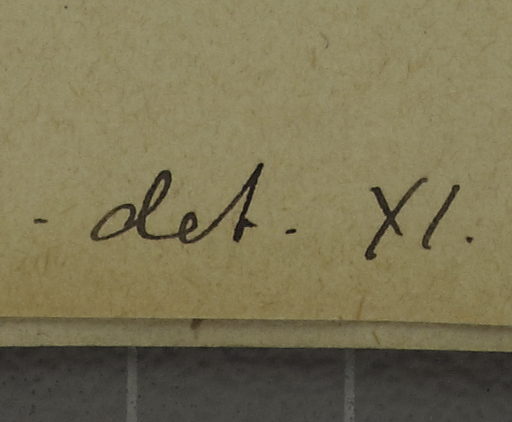 - det. XI.